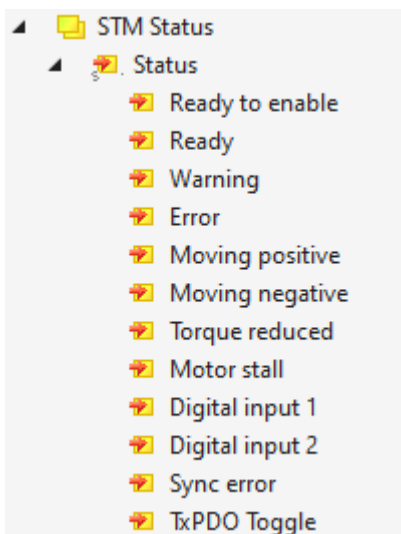 STM Status
Status
Ready to enable
Ready
Warning
Error
Moving positive
Moving negative
Torque reduced
Motor stall
Digital input 1
Digital input 2
Sync error
TxPDO Toggle